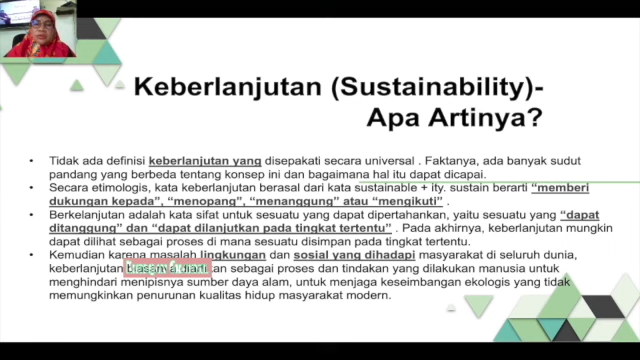 Keberlanjutan (Sustainability)-
Apa Artinya?
• Tidak ada definisi keberlanjutan yang disepakati secara universal . Faktanya, ada banyak sudut
pandang yang berbeda tentang konsep ini dan bagaimana hal itu dapat dicapai.
• Secara etimologis, kata keberlanjutan berasal dari kata sustainable + ity. sustain berarti “memberi
dukungan kepada”, “menopang”, “menanggung” atau “mengikuti” .
• Berkelanjutan adalah kata sifat untuk sesuatu yang dapat dipertahankan, yaitu sesuatu yang “dapat
ditanggung” dan “dapat dilanjutkan pada tingkat tertentu” . Pada akhirnya, keberlanjutan mungkin
dapat dilihat sebagai proses di mana sesuatu disimpan pada tingkat tertentu.
• Kemudian karena masalah lingkungan dan sosial yang dihadapi masyarakat di seluruh dunia,
keberlanjutan biasanya diartikan sebagai proses dan tindakan yang dilakukan manusia untuk
menghindari menipisnya sumber daya alam, untuk menjaga keseimbangan ekologis yang tidak
memungkinkan penurunan kualitas hidup masyarakat modern.